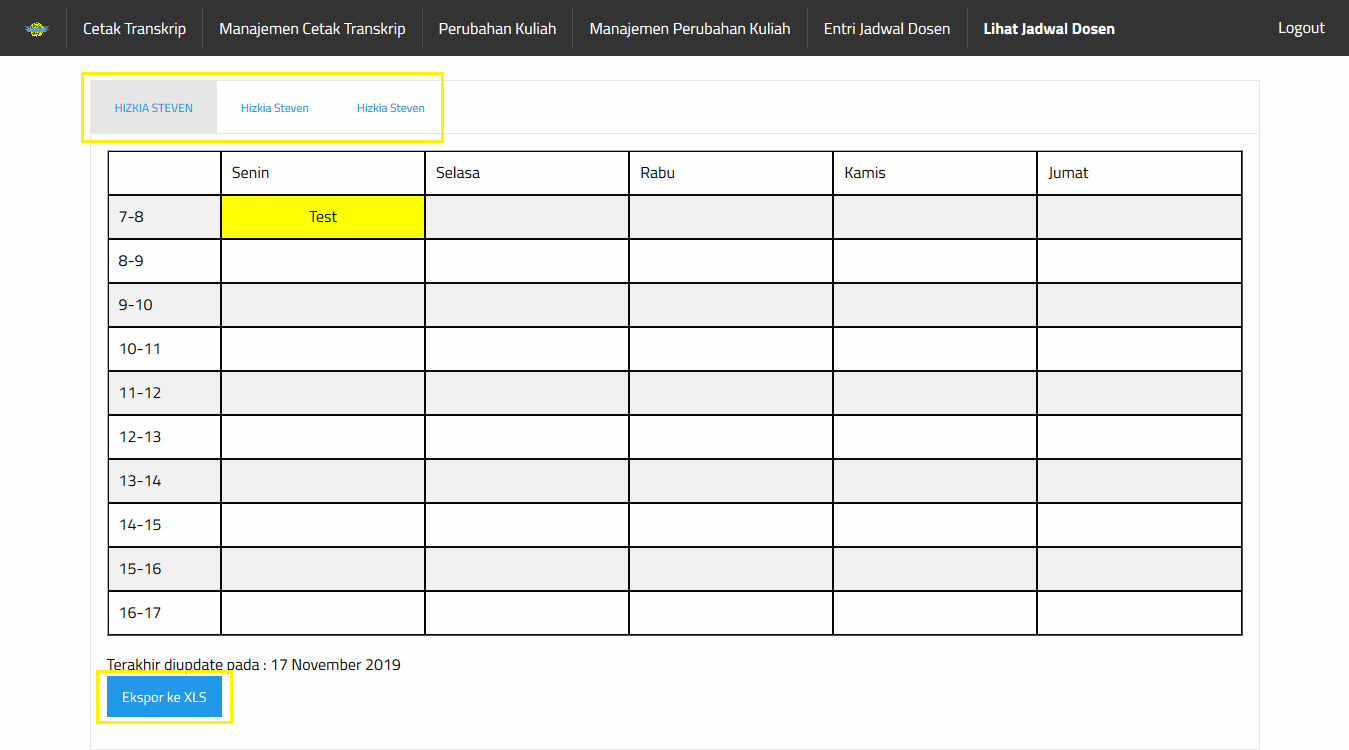 Cetak Transkrip Manajemen Cetak Transkrip Perubahan Kuliah Manajemen Perubahan Kuliah Entri Jadwal Dosen Lihat Jadwal Dosen Logout
HIZKIA STEVEN Hizkia Steven Hizkia Steven
Senin Selasa Rabu Kamis Jumat
7-8 Test
8-9
9-10
10-11
11-12
12-13
13-14
14-15
15-16
16-17
Terakhir diupdate pada : 17 November 2019
Ekspor ke XLS